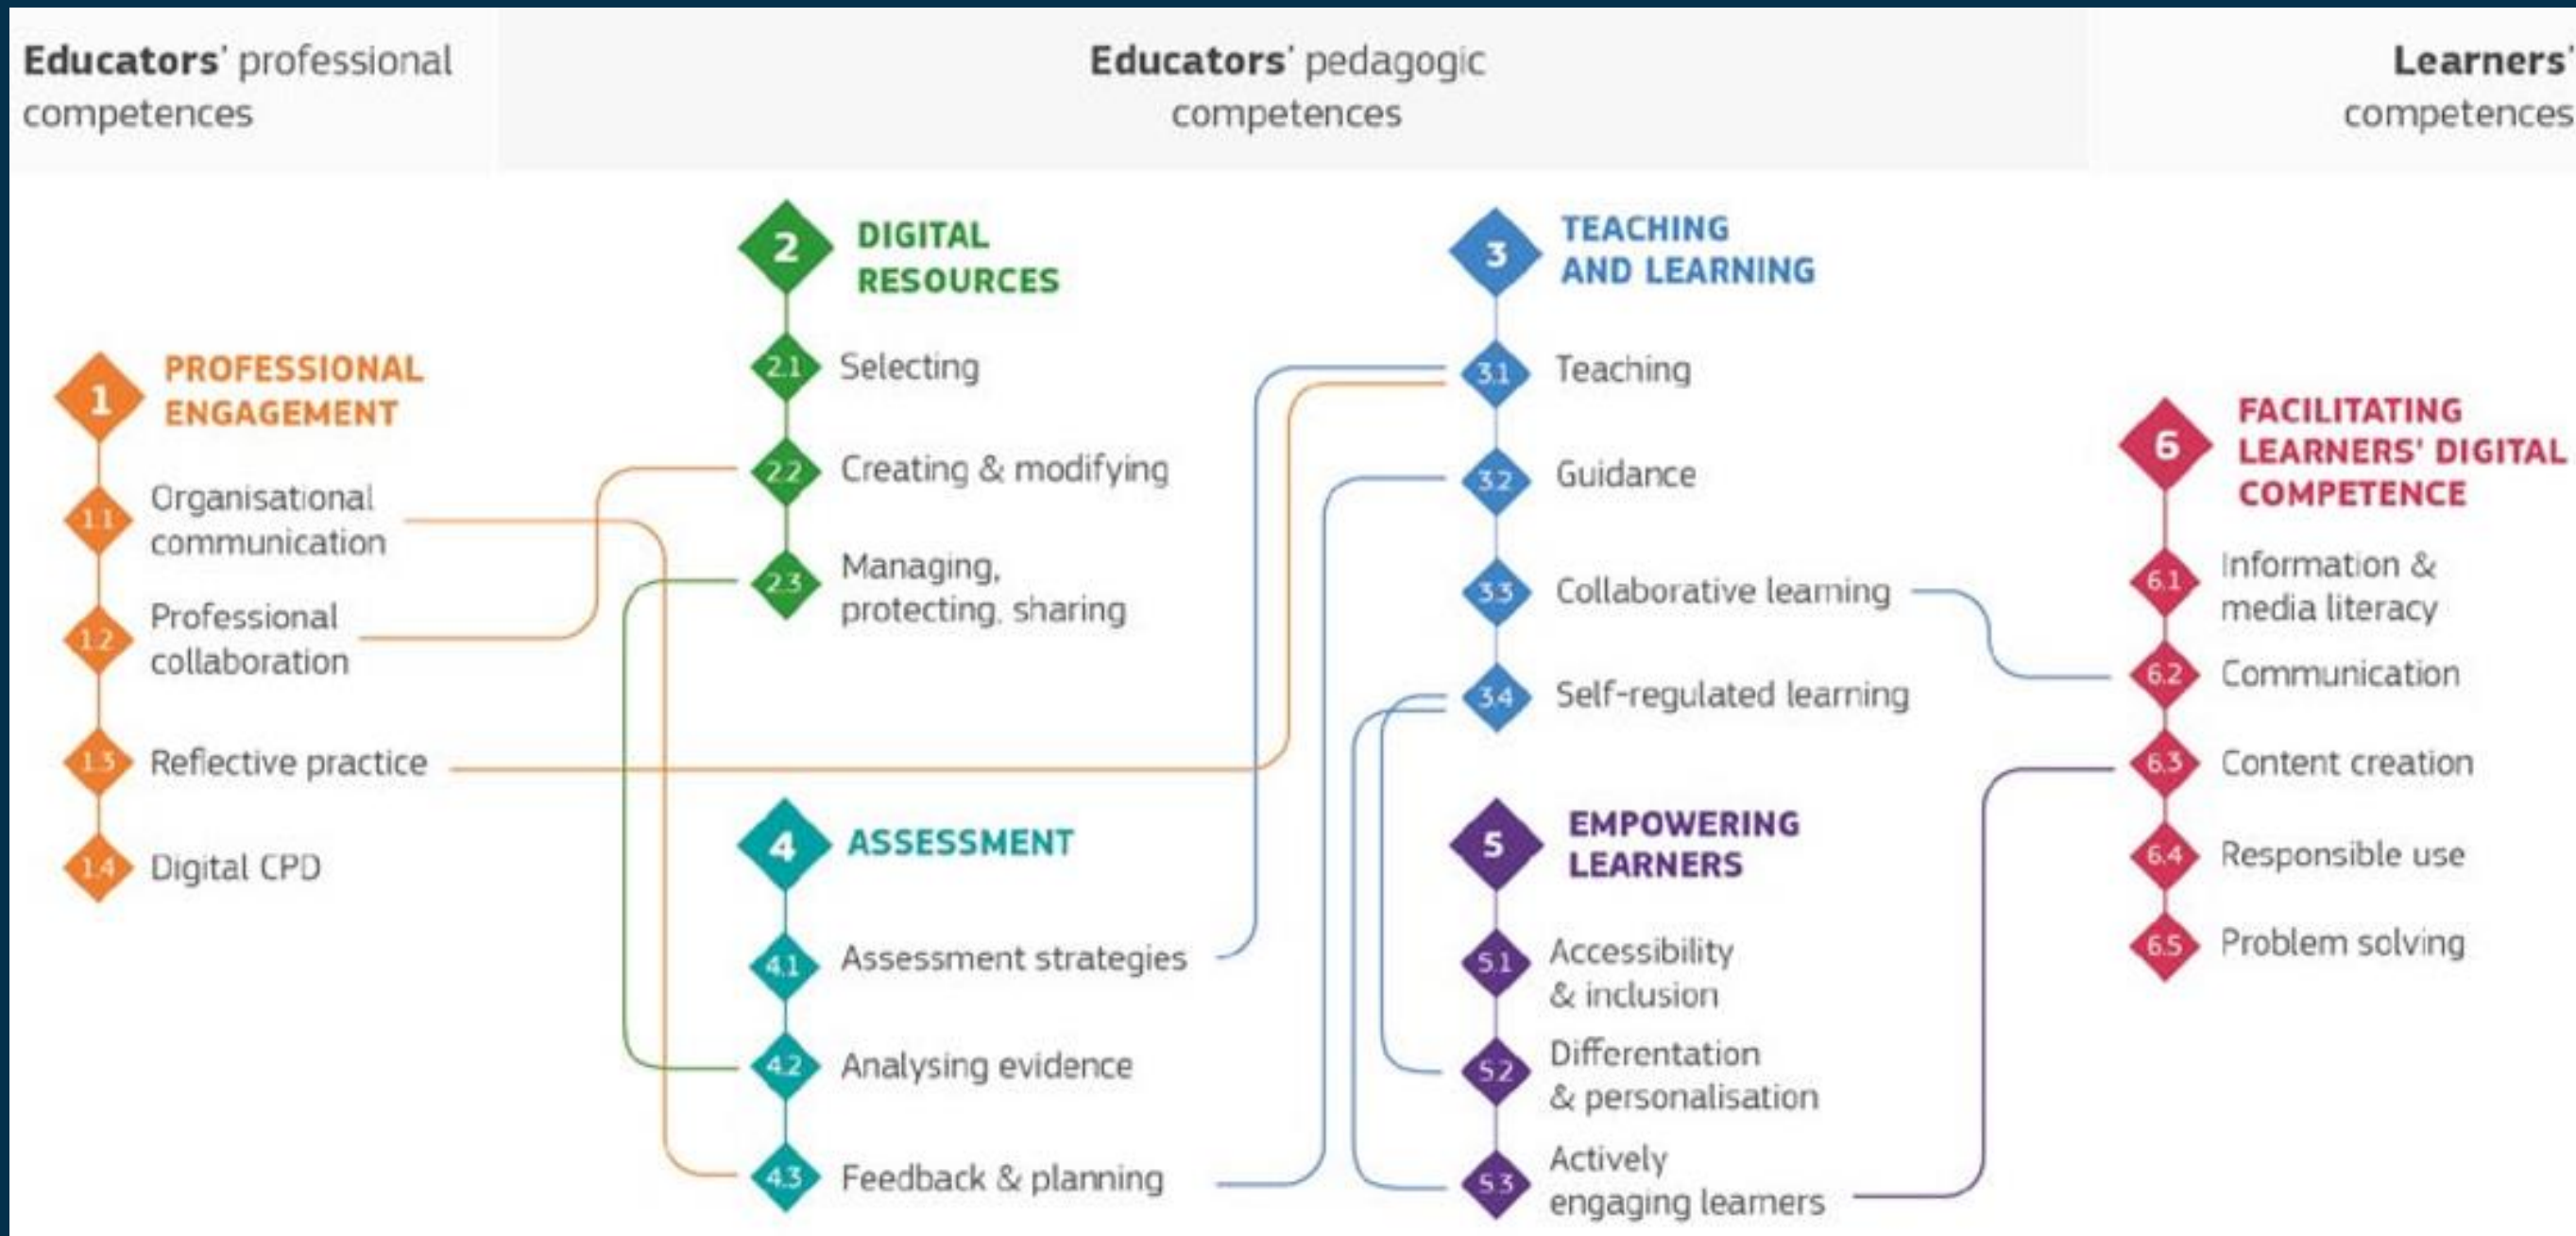 Educators' professional
competences
Educators' pedagogic
competences
Learners'
competences
1
PROFESSIONAL
ENGAGEMENT
1.1
Organisational
communication
1.2
Professional
collaboration
1.3
Reflective practice
1.4
Digital CPD
2
DIGITAL
RESOURCES
2.1
Selecting
2.2
Creating & modifying
2.3
Managing,
protecting, sharing
4
ASSESSMENT
4.1
Assessment strategies
4.2
Analysing evidence
4.3
Feedback & planning
3
TEACHING
AND LEARNING
3.1
Teaching
3.2
Guidance
3.3
Collaborative learning
3.4
Self-regulated learning
5
EMPOWERING
LEARNERS
5.1
Accessibility
& inclusion
5.2
Differentation
& personalisation
5.3
Actively
engaging learners
6
FACILITATING
LEARNERS' DIGITAL
COMPETENCE
6.1
Information &
media literacy
6.2
Communication
6.3
Content creation
6.4
Responsible use
6.5
Problem solving